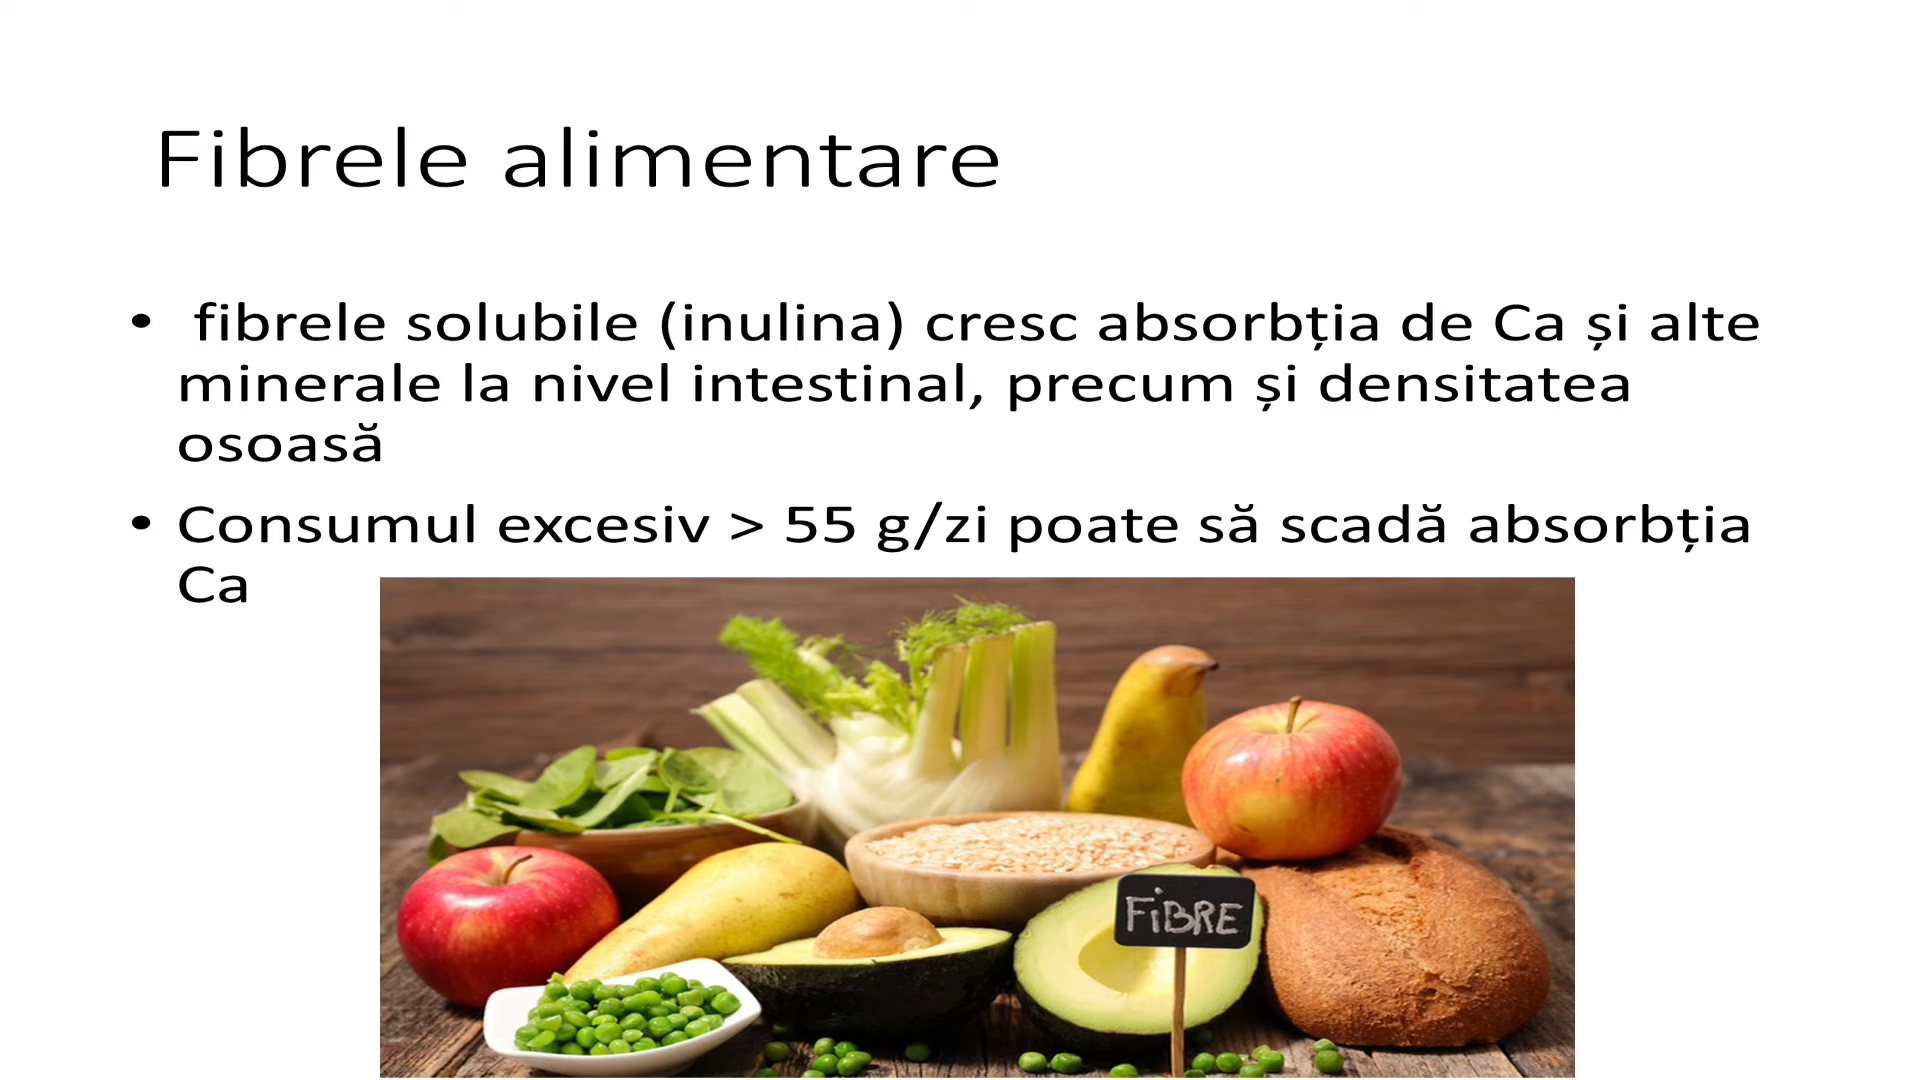 Fibrele alimentare
• fibrele solubile (inulina) cresc absorbția de Ca și alte
minerale la nivel intestinal, precum și densitatea
osoasă
• Consumul excesiv > 55 g/zi poate să scadă absorbția
Ca
FiBRE